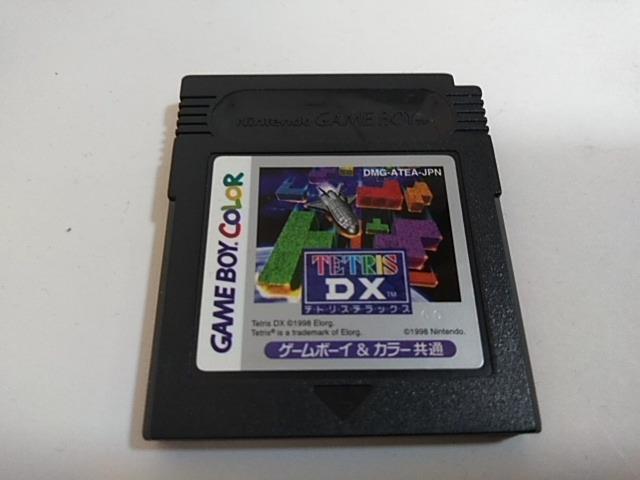 Nintendo GAME BOY™
DMG-ATEA-JPN
GAME BOY COLOR
TETRIS
DX™
テトリスデラックス
Tetris DX ©1998 Elorg.
Tetris® is a trademark of Elorg.
©1998 Nintendo.
ゲームボーイ&カラー共通